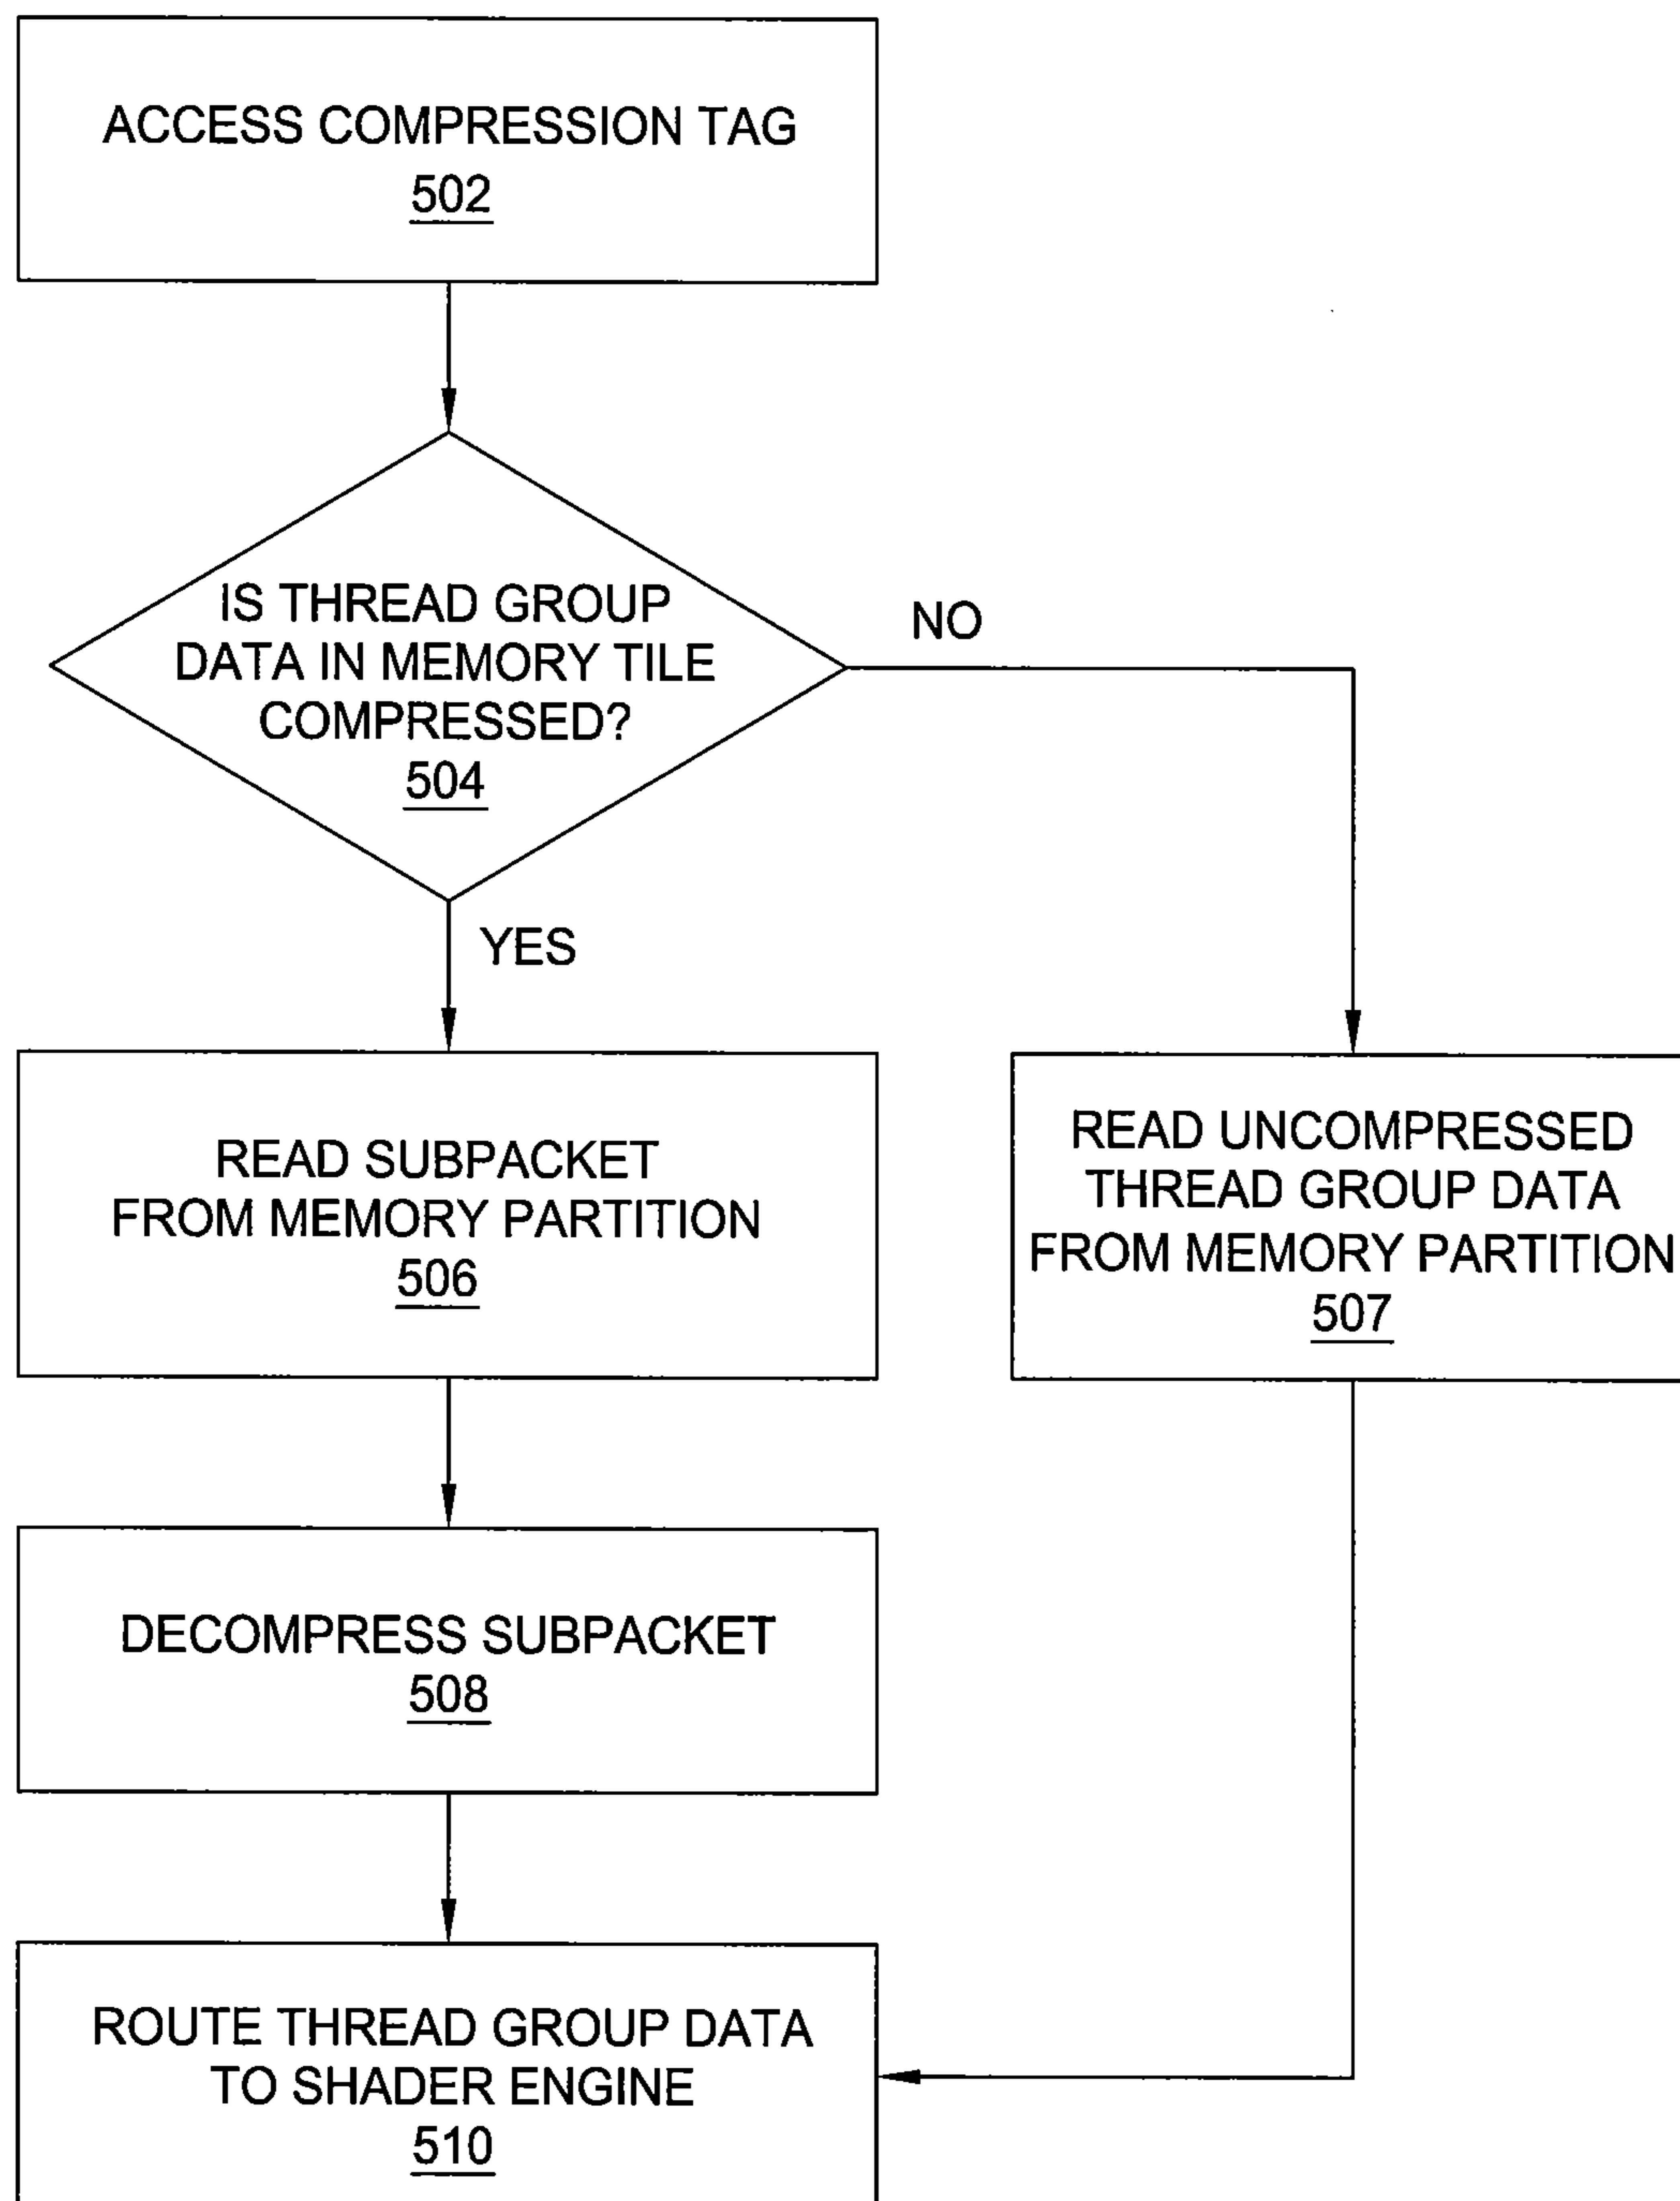 ACCESS COMPRESSION TAG
502
IS THREAD GROUP
DATA IN MEMORY TILE
COMPRESSED?
504
NO
YES
READ SUBPACKET
FROM MEMORY PARTITION
506
READ UNCOMPRESSED
THREAD GROUP DATA
FROM MEMORY PARTITION
507
DECOMPRESS SUBPACKET
508
ROUTE THREAD GROUP DATA
TO SHADER ENGINE
510